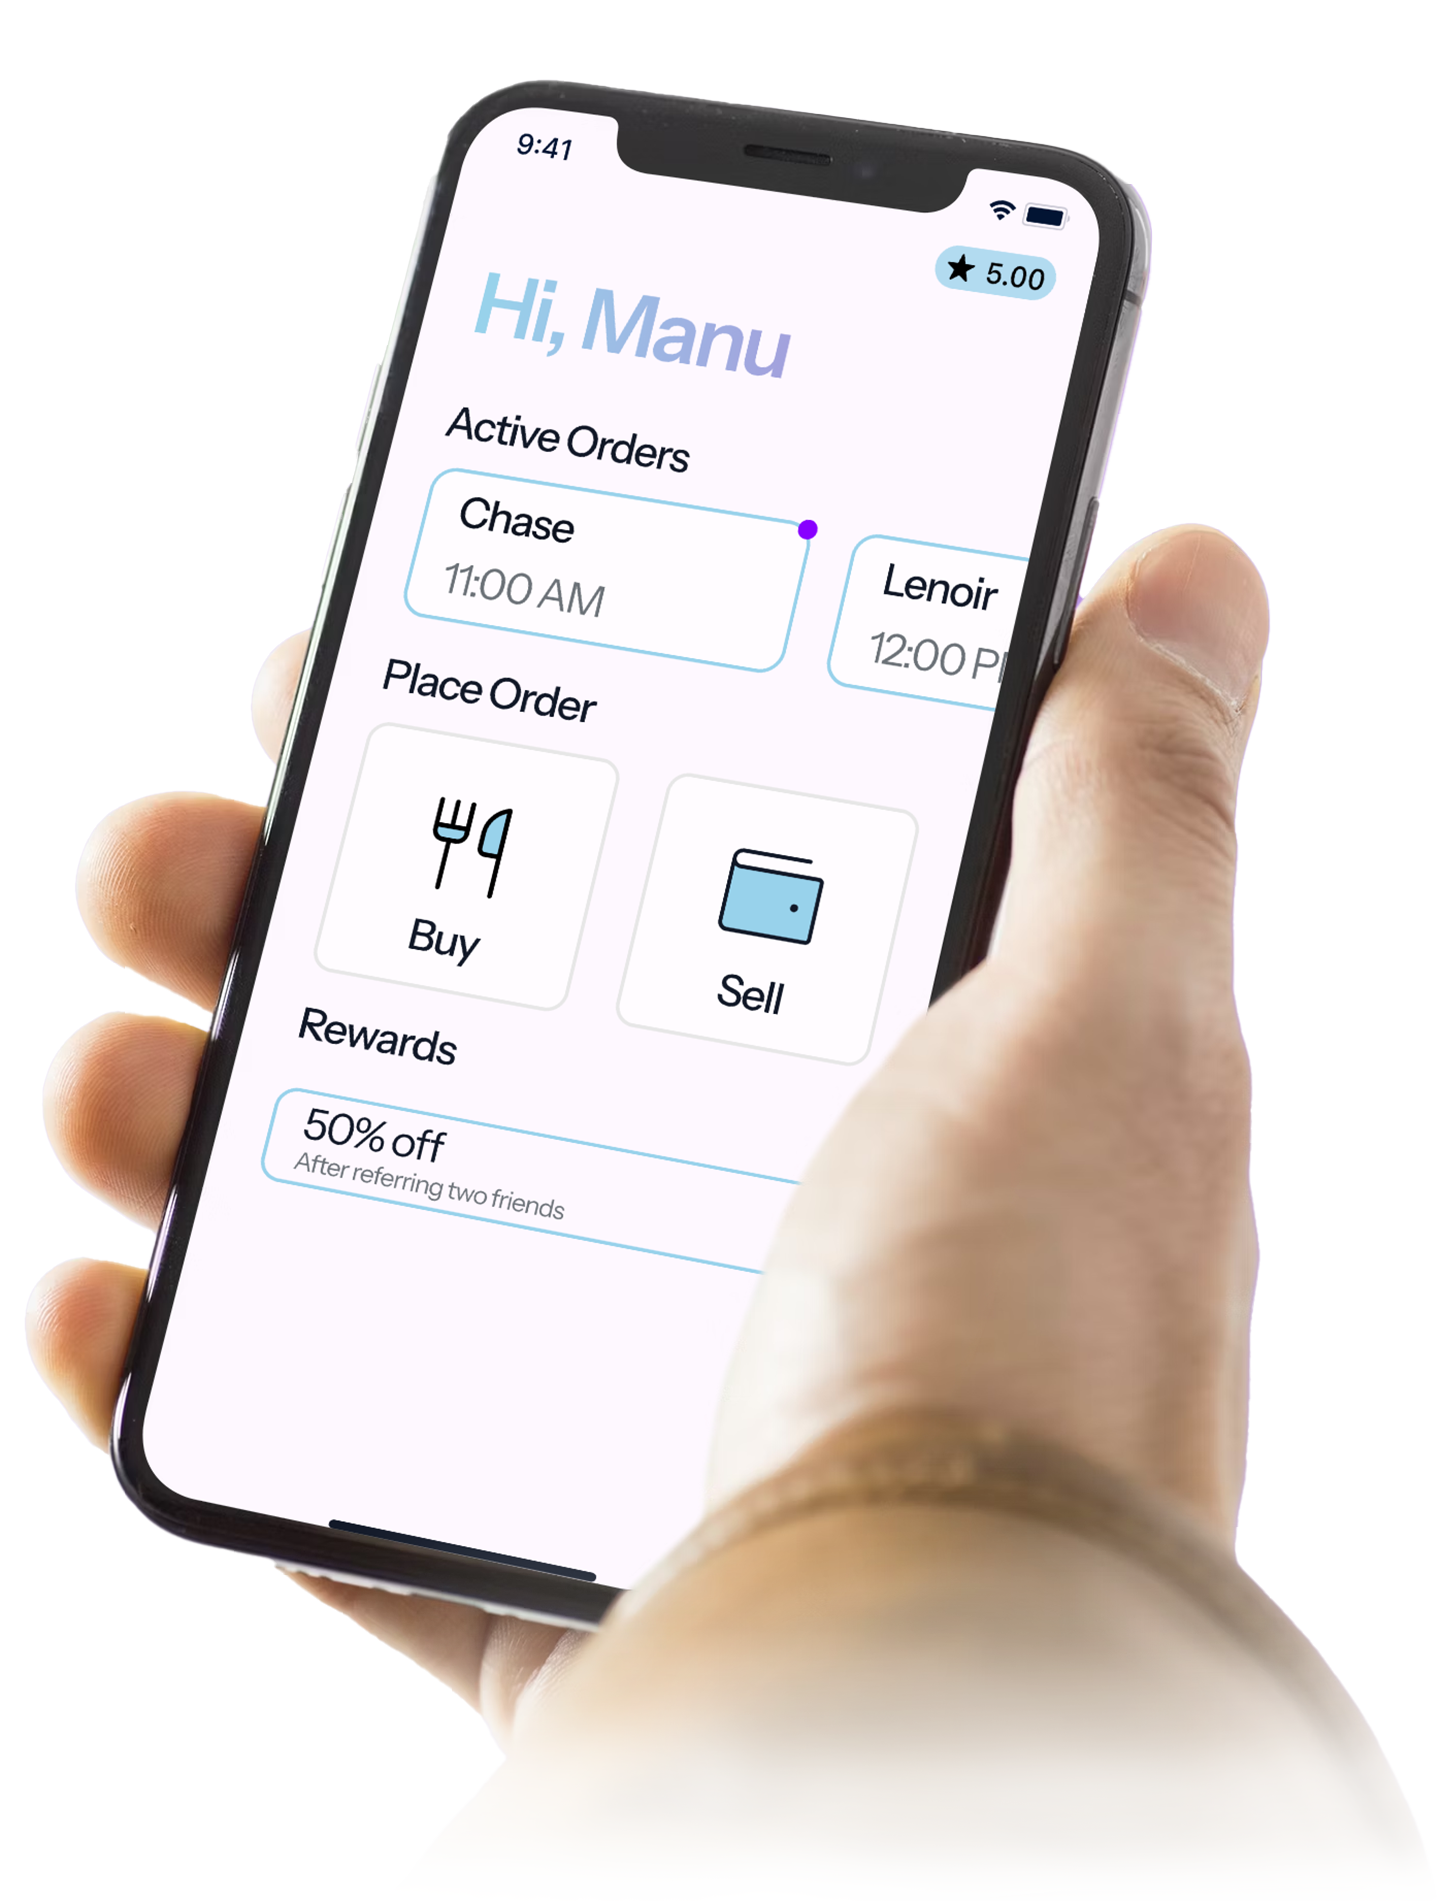 9:41
★ 5.00
Hi, Manu
Active Orders
Chase
11:00 AM
Lenoir
12:00 P
Place Order
Buy
Sell
Rewards
50% off
After referring two friends